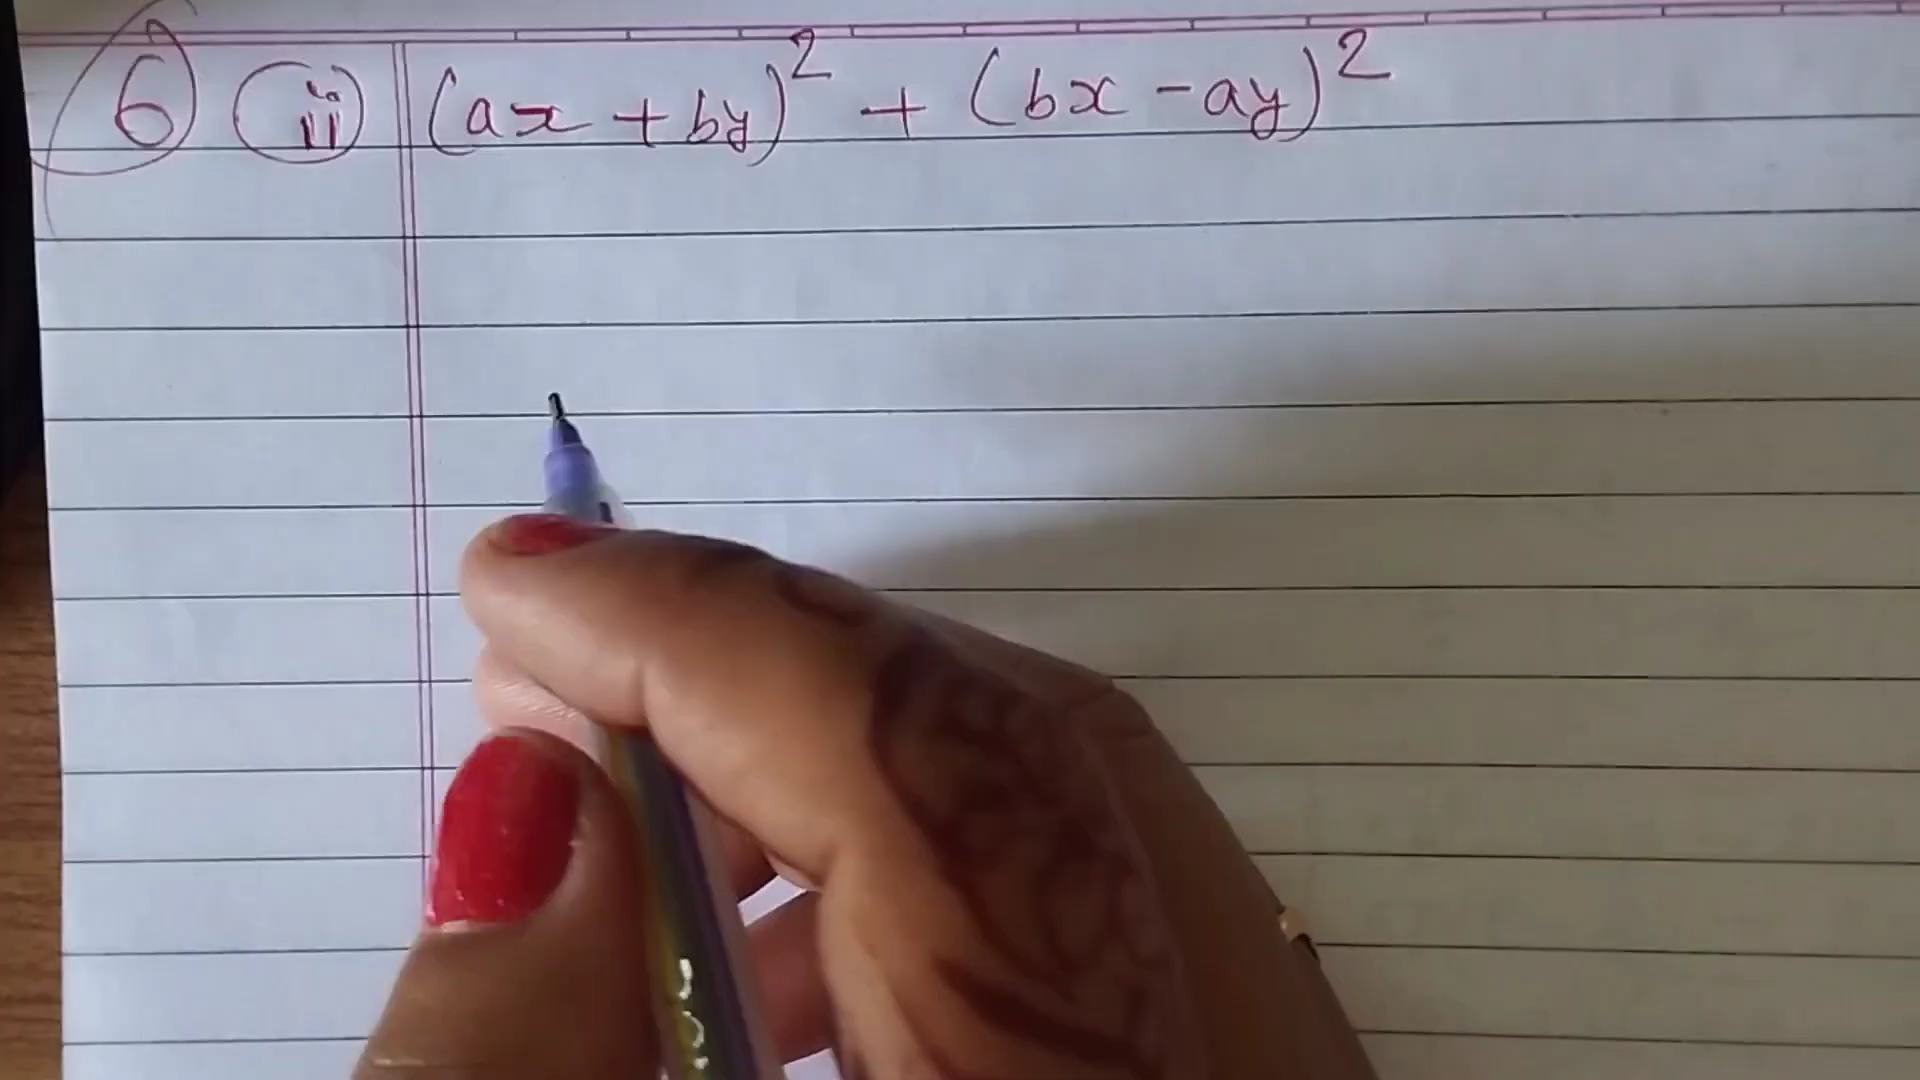 6 (ii) (ax + by)² + (bx - ay)²